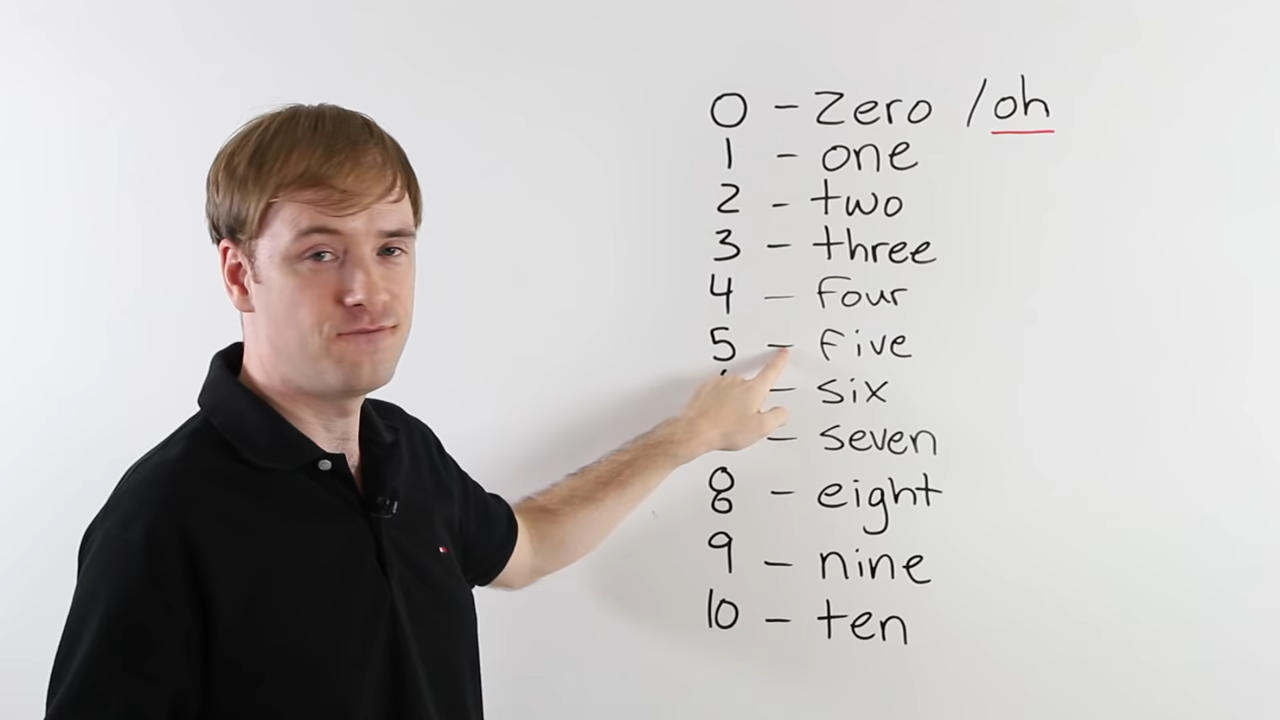 0 - Zero / oh
1 - one
2 - two
3 - three
4 - four
5 - five
- six
- seven
8 - eight
9 - nine
10 - ten